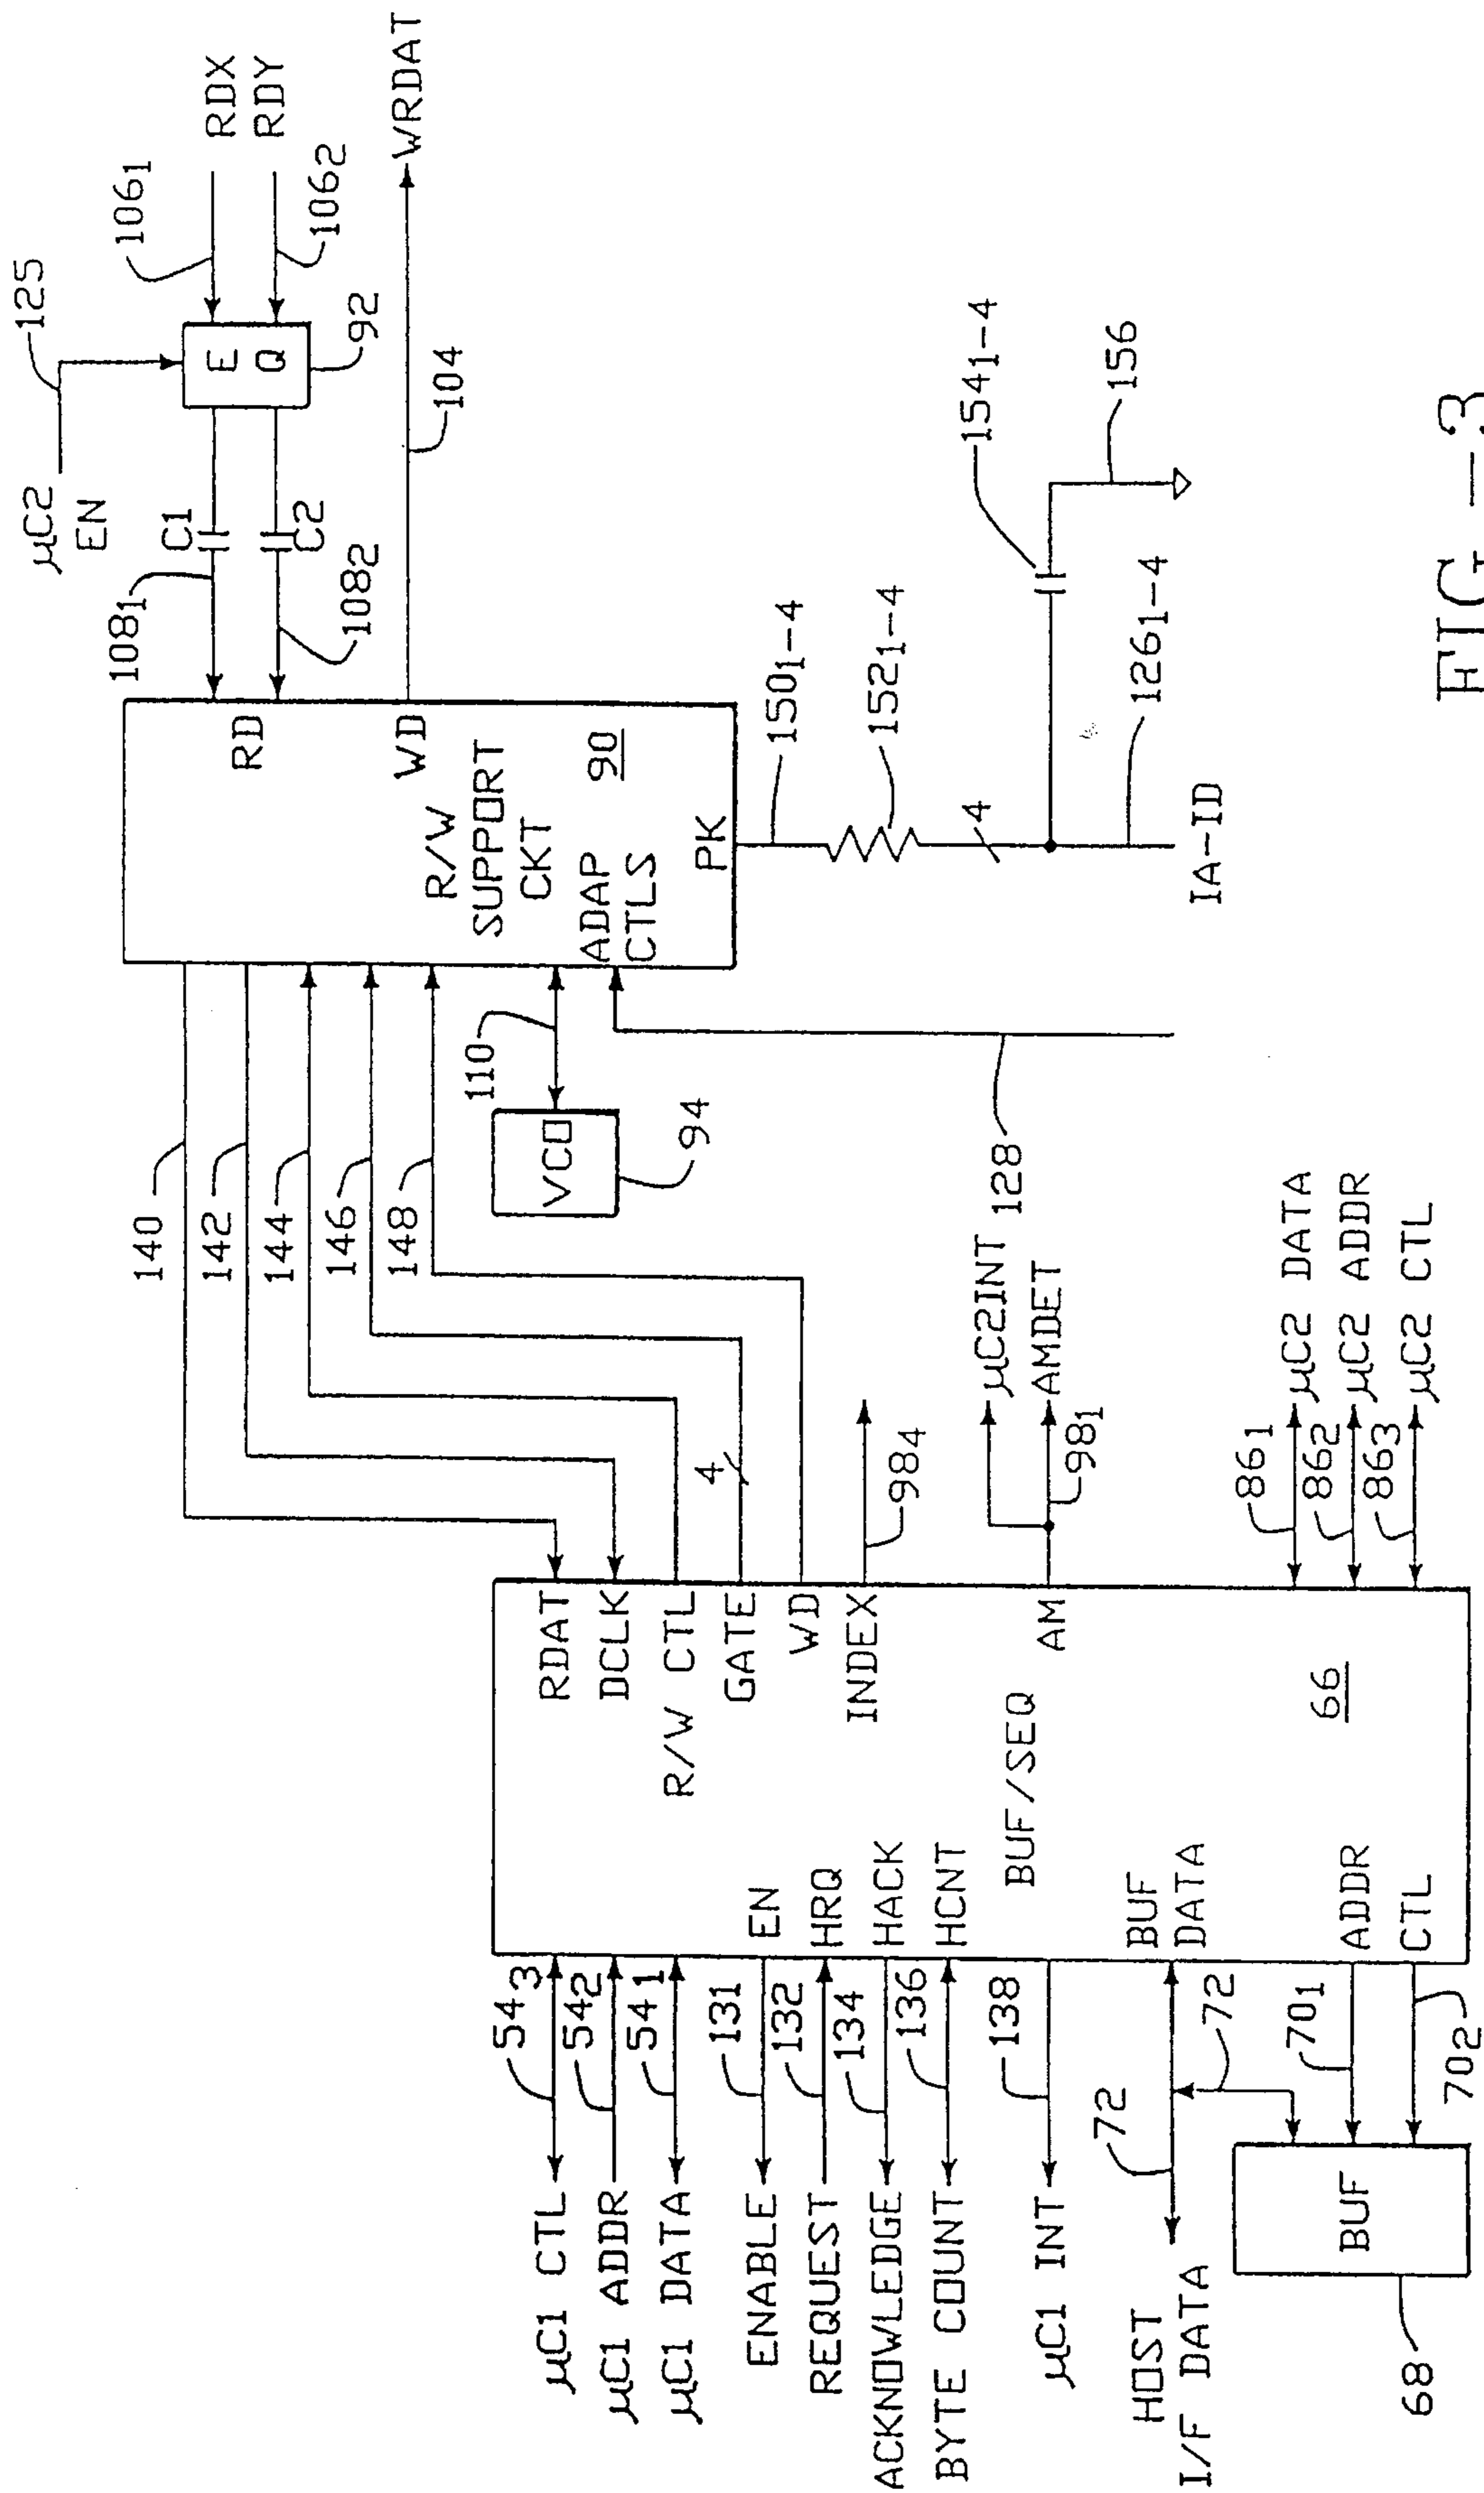 µC1 CTL
µC1 ADDR
µC1 DATA
ENABLE
REQUEST
ACKNOWLEDGE
BYTE COUNT
µC1 INT
HOST
I/F DATA
54₃
54₂
54₁
131
132
134
136
138
72
72
70₁
70₂
BUF
68
EN
HRQ
HACK
HCNT
BUF/SEQ
BUF
DATA
ADDR
CTL
66
RDAT
DCLK
R/W CTL
GATE
WD
INDEX
AM
4
98₄
µC2INT
AMDET
98₁
86₁
86₂
86₃
µC2 DATA
µC2 ADDR
µC2 CTL
140
142
144
146
148
110
VCO
94
128
RD
WD
R/W
SUPPORT
CKT
90
ADAP
CTLS
PK
150₁₋₄
152₁₋₄
4
154₁₋₄
156
126₁₋₄
IA-ID
108₁
108₂
C1
C2
µC2
EN
125
E
Q
92
106₁
106₂
RDX
RDY
104
WRDAT
FIG -3